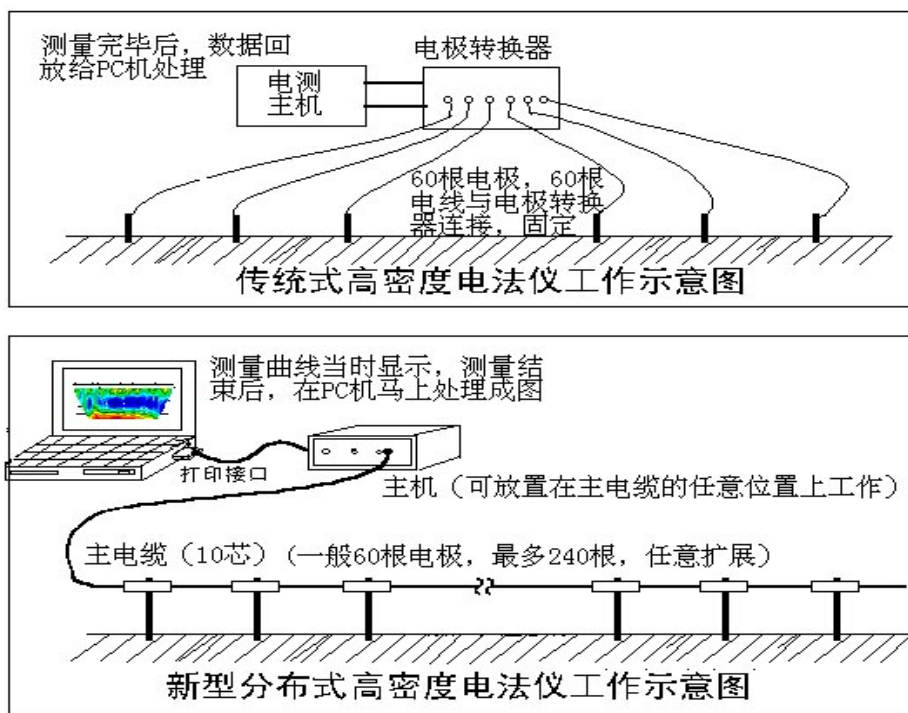 测量完毕后，数据回
放给PC机处理
电极转换器
电测
主机
60根电极，60根
电线与电极转换
器连接，固定
传统式高密度电法仪工作示意图
测量曲线当时显示，测量结
束后，在PC机马上处理成图
打印接口
主机（可放置在主电缆的任意位置上工作）
主电缆（10芯）（一般60根电极，最多240根，任意扩展）
新型分布式高密度电法仪工作示意图